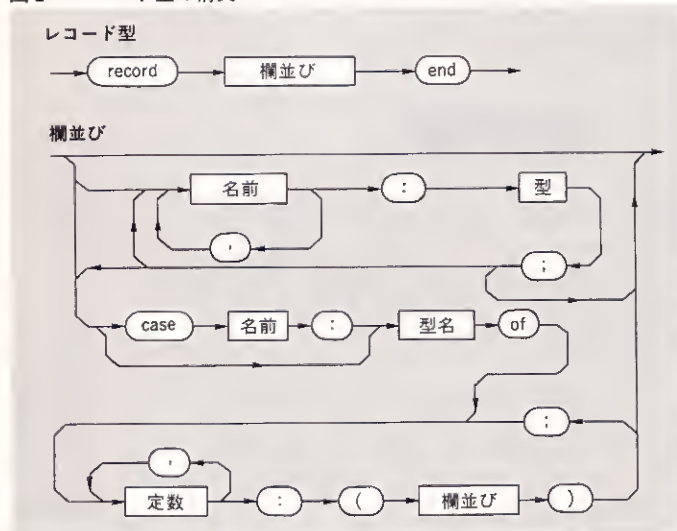 レコード型
record 欄並び end
欄並び
名前 : 型
,
;
case 名前 : 型名 of
;
,
定数 : ( 欄並び )